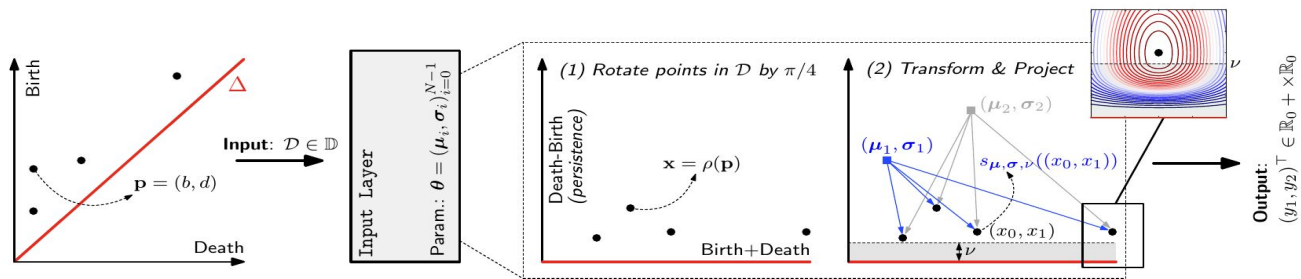 Birth
Δ
p = (b, d)
Death
Input: 𝒟 ∈ 𝔻
Input Layer
Param.: θ = (μ_i, σ_i)_{i=0}^{N−1}
(1) Rotate points in 𝒟 by π/4
Death-Birth
(persistence)
x = ρ(p)
Birth+Death
(2) Transform & Project
(μ_2, σ_2)
(μ_1, σ_1)
s_{μ,σ,ν}((x_0, x_1))
(x_0, x_1)
ν
ν
Output:
(y_1, y_2)^⊤ ∈ ℝ_0 + ×ℝ_0